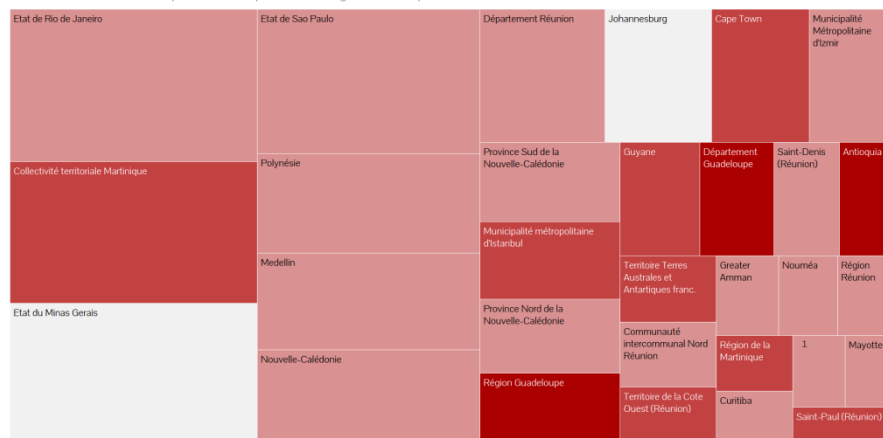 Etat de Rio de Janeiro
Etat de Sao Paulo
Département Réunion
Johannesburg
Cape Town
Municipalité
Métropolitaine
d'Izmir
Collectivité territoriale Martinique
Polynésie
Province Sud de la
Nouvelle-Calédonie
Guyane
Département
Guadeloupe
Saint-Denis
(Réunion)
Antioquia
Municipalité métropolitaine
d'Istanbul
Medellin
Territoire Terres
Australes et
Antartiques franc.
Greater
Amman
Nouméa
Région
Réunion
Etat du Minas Gerais
Province Nord de la
Nouvelle-Calédonie
Communauté
intercommunal Nord
Réunion
Région de la
Martinique
1
Mayotte
Nouvelle-Calédonie
Région Guadeloupe
Territoire de la Cote
Ouest (Réunion)
Curitiba
Saint-Paul (Réunion)